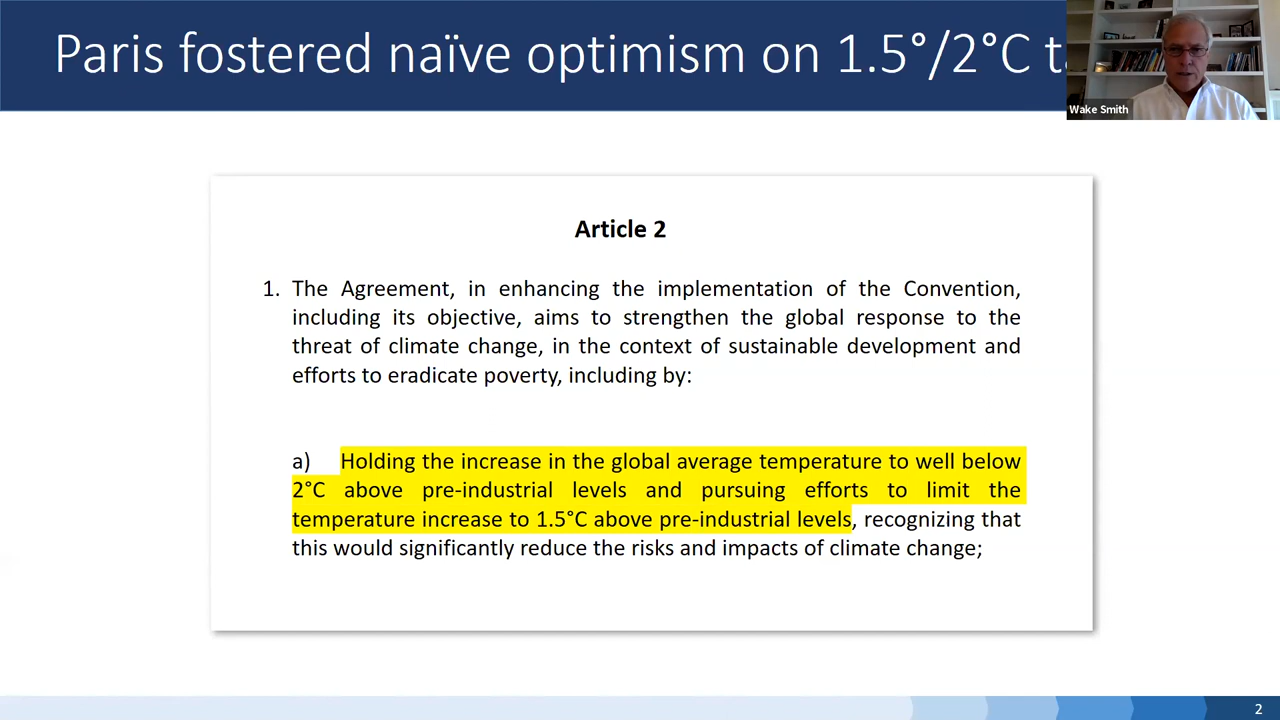 Paris fostered naïve optimism on 1.5°/2°C
Wake Smith
Article 2
1. The Agreement, in enhancing the implementation of the Convention,
including its objective, aims to strengthen the global response to the
threat of climate change, in the context of sustainable development and
efforts to eradicate poverty, including by:
a) Holding the increase in the global average temperature to well below
2°C above pre-industrial levels and pursuing efforts to limit the
temperature increase to 1.5°C above pre-industrial levels, recognizing that
this would significantly reduce the risks and impacts of climate change;
2